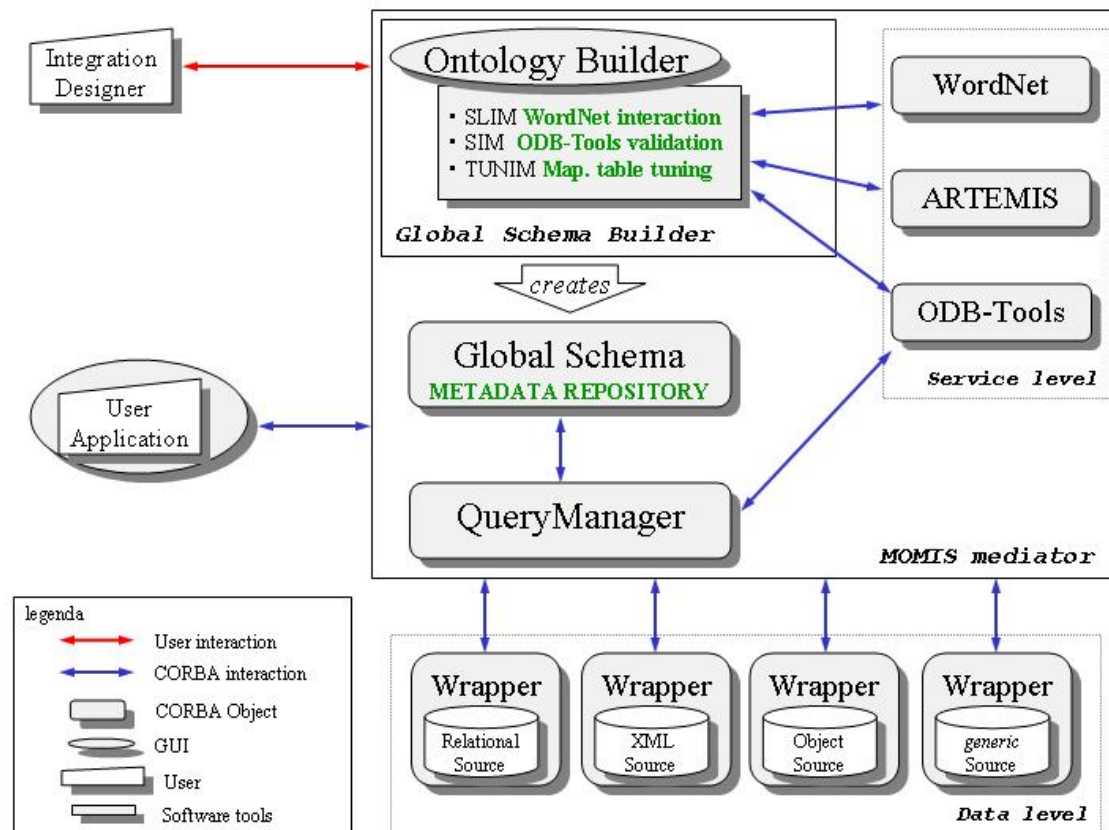 Integration
Designer
Ontology Builder
▪ SLIM WordNet interaction
▪ SIM ODB-Tools validation
▪ TUNIM Map. table tuning
Global Schema Builder
WordNet
ARTEMIS
ODB-Tools
Service level
creates
Global Schema
METADATA REPOSITORY
User
Application
QueryManager
MOMIS mediator
legenda
User interaction
CORBA interaction
CORBA Object
GUI
User
Software tools
Wrapper
Relational
Source
Wrapper
XML
Source
Wrapper
Object
Source
Wrapper
generic
Source
Data level